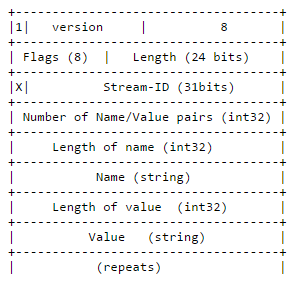 +----------------------------------+
|1|   version    |         8       |
+----------------------------------+
| Flags (8)  |   Length (24 bits)  |
+----------------------------------+
|X|          Stream-ID (31bits)    |
+----------------------------------+
| Number of Name/Value pairs (int32) |
+----------------------------------+
|     Length of name (int32)       |
+----------------------------------+
|           Name (string)          |
+----------------------------------+
|     Length of value  (int32)     |
+----------------------------------+
|          Value   (string)        |
+----------------------------------+
|           (repeats)              |